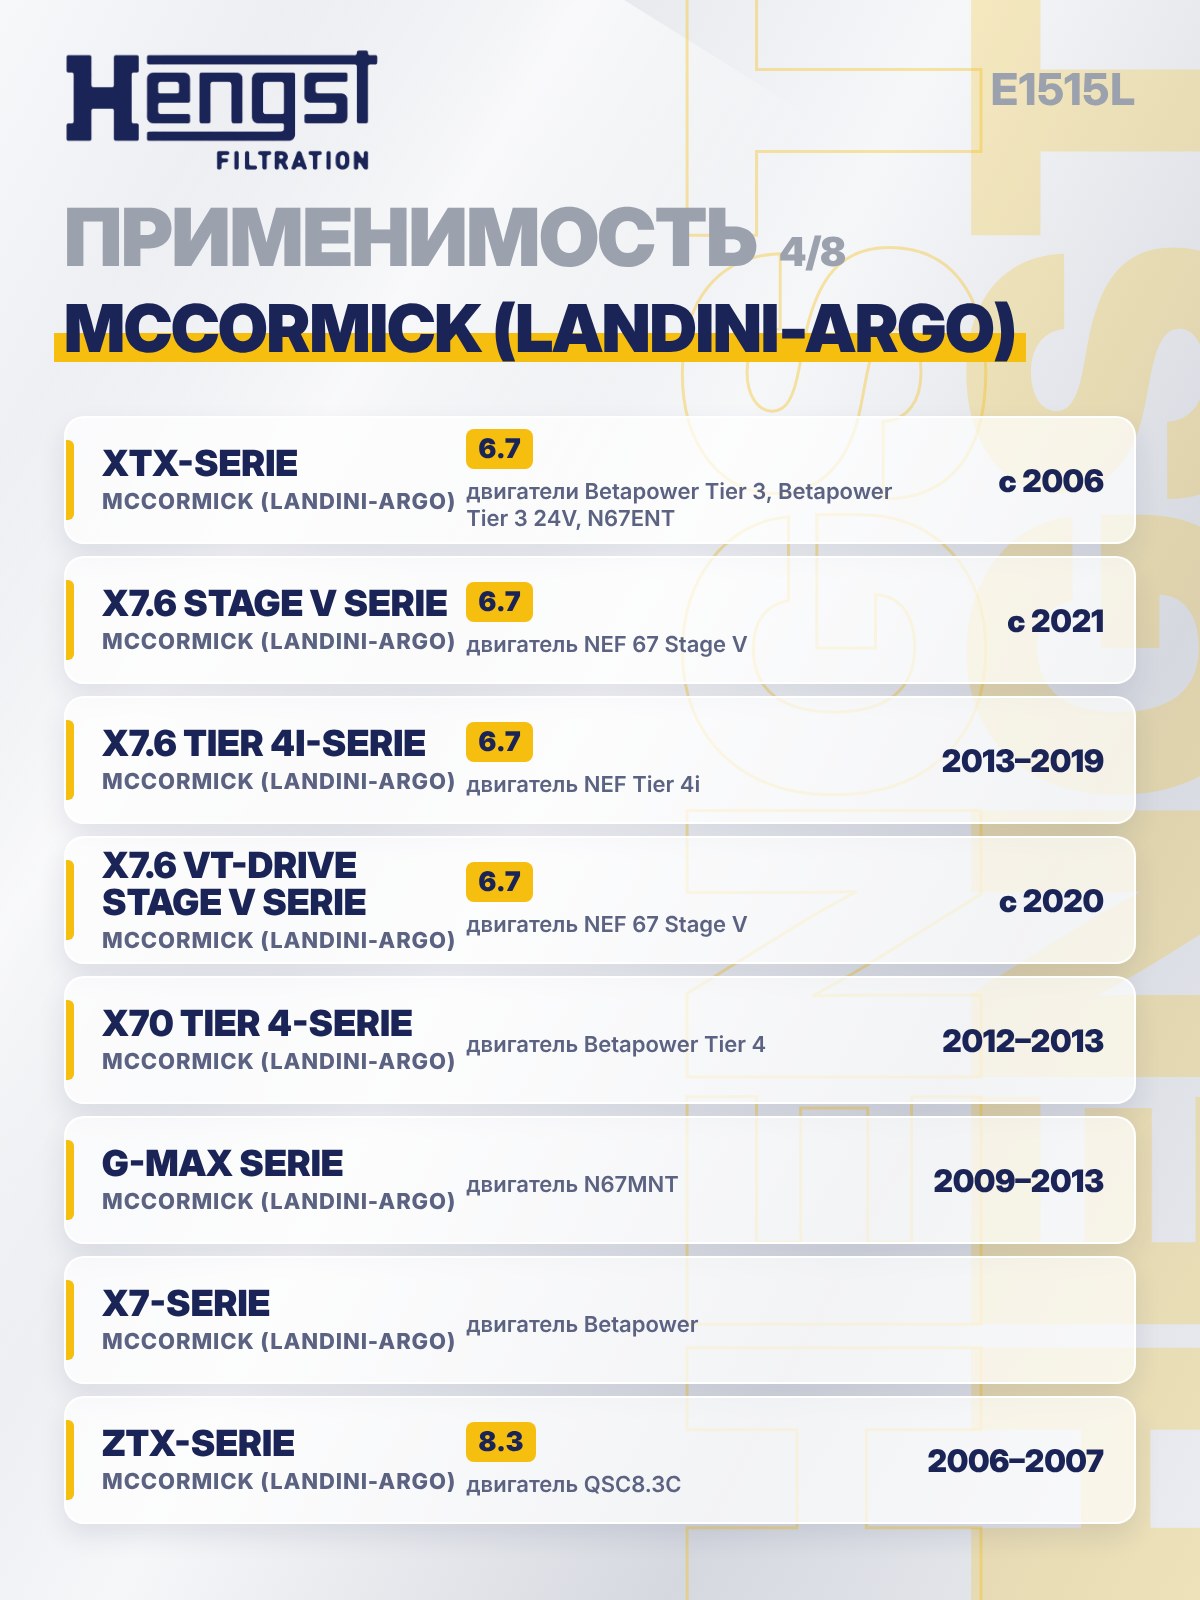 Hengst
FILTRATION
E1515L
ПРИМЕНИМОСТЬ 4/8
MCCORMICK (LANDINI-ARGO)
XTX-SERIE
MCCORMICK (LANDINI-ARGO)
6.7
двигатели Betapower Tier 3, Betapower
Tier 3 24V, N67ENT
с 2006
X7.6 STAGE V SERIE
MCCORMICK (LANDINI-ARGO)
6.7
двигатель NEF 67 Stage V
с 2021
X7.6 TIER 4I-SERIE
MCCORMICK (LANDINI-ARGO)
6.7
двигатель NEF Tier 4i
2013–2019
X7.6 VT-DRIVE
STAGE V SERIE
MCCORMICK (LANDINI-ARGO)
6.7
двигатель NEF 67 Stage V
с 2020
X70 TIER 4-SERIE
MCCORMICK (LANDINI-ARGO)
двигатель Betapower Tier 4
2012–2013
G-MAX SERIE
MCCORMICK (LANDINI-ARGO)
двигатель N67MNT
2009–2013
X7-SERIE
MCCORMICK (LANDINI-ARGO)
двигатель Betapower
ZTX-SERIE
MCCORMICK (LANDINI-ARGO)
8.3
двигатель QSC8.3C
2006–2007
HENGST
HENGST